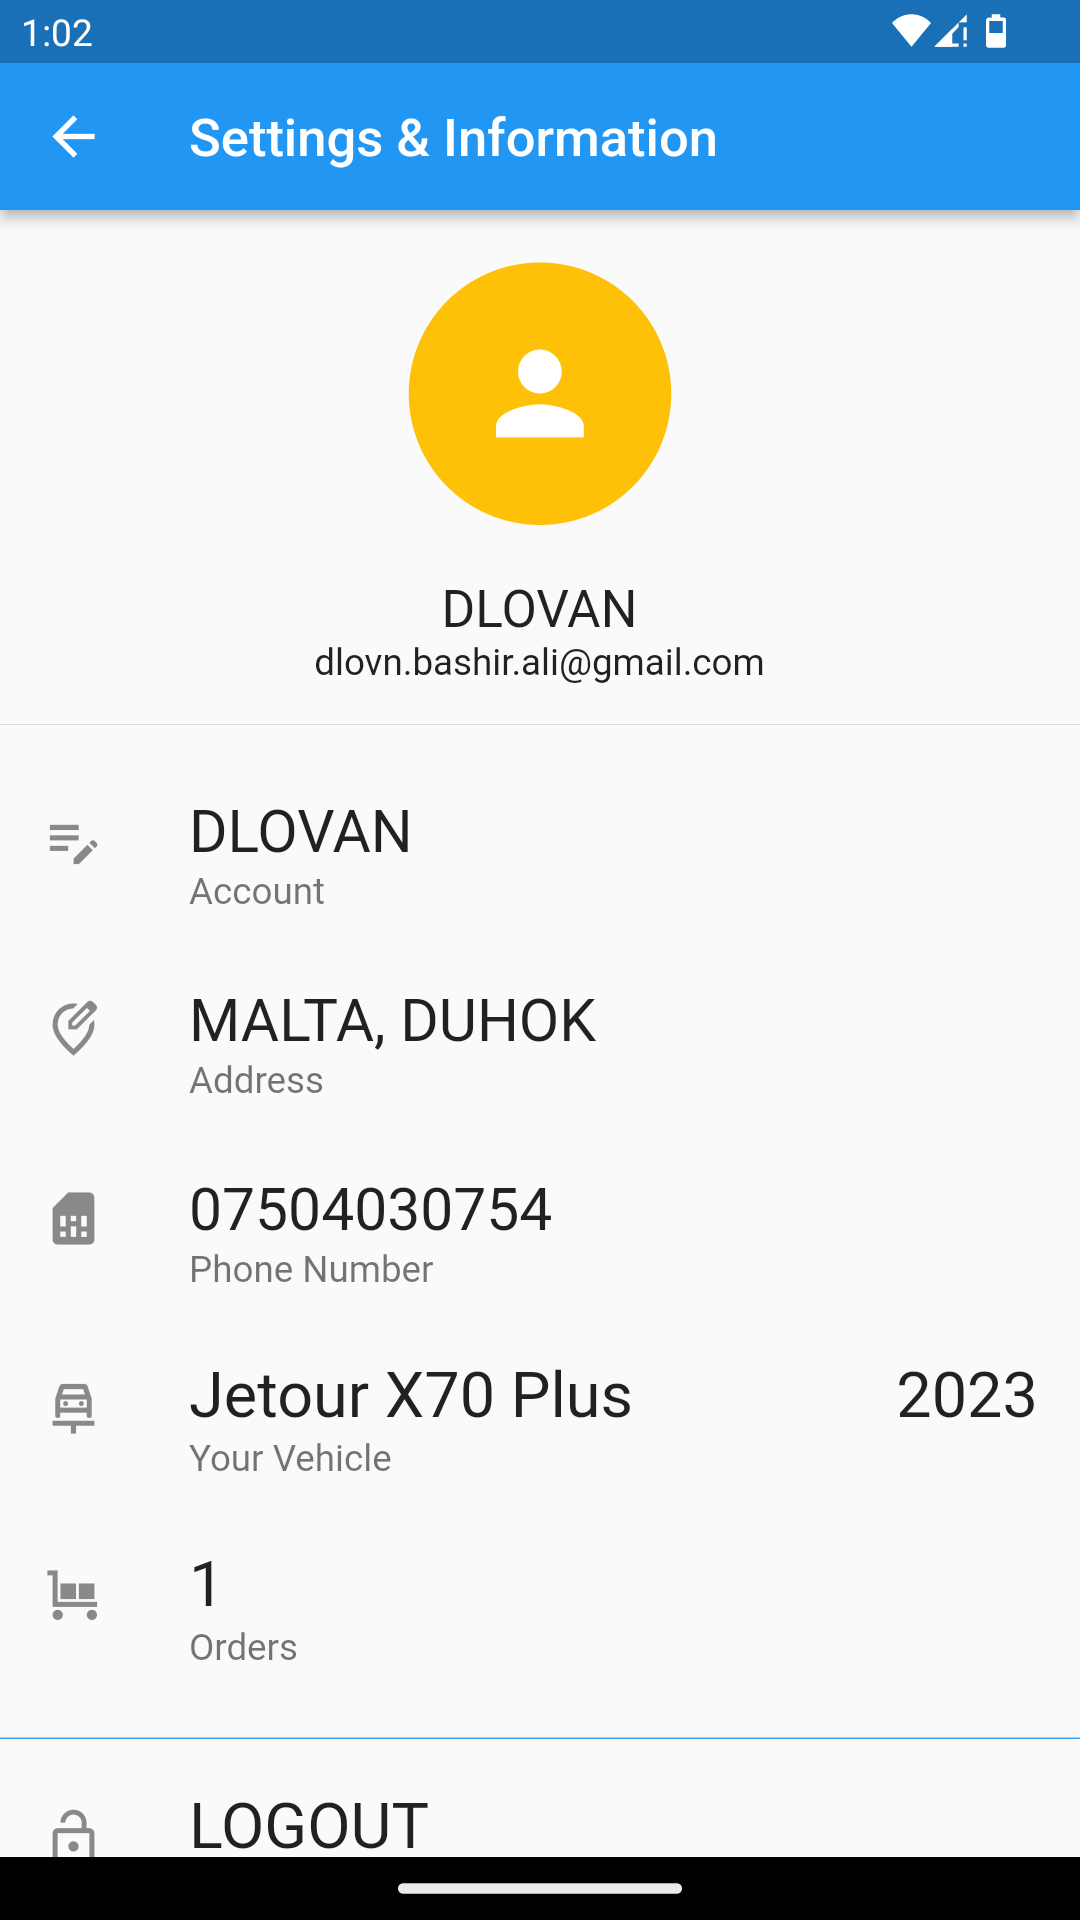 1:02
Settings & Information
DLOVAN
dlovn.bashir.ali@gmail.com
DLOVAN
Account
MALTA, DUHOK
Address
07504030754
Phone Number
Jetour X70 Plus 2023
Your Vehicle
1
Orders
LOGOUT